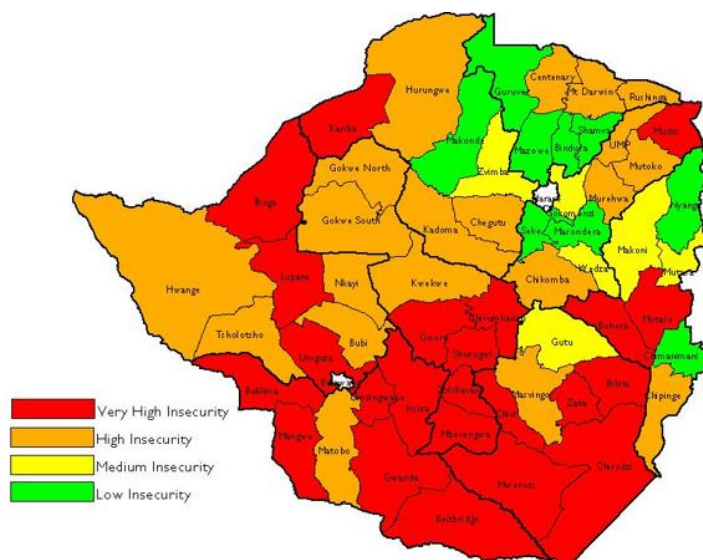 Hurungwe
Guruve
Centenary
Mt Darwin
Rushinga
Kariba
Makonde
Mazowe
Bindura
Shamva
UMP
Mudzi
Mutoko
Zvimba
Gokwe North
Murehwa
Nyanga
Binga
Gokwe South
Kadoma
Chegutu
Seke
Marondera
Makoni
Wedza
Hwange
Lupane
Nkayi
Kwekwe
Chikomba
Tsholotsho
Bubi
Gweru
Shurugwi
Gutu
Buhera
Mutare
Umguza
Chimanimani
Bulilima
Mangwe
Matobo
Insiza
Mberengwa
Chivi
Masvingo
Zaka
Bikita
Chipinge
Gwanda
Mwenezi
Chiredzi
Beitbridge
Very High Insecurity
High Insecurity
Medium Insecurity
Low Insecurity